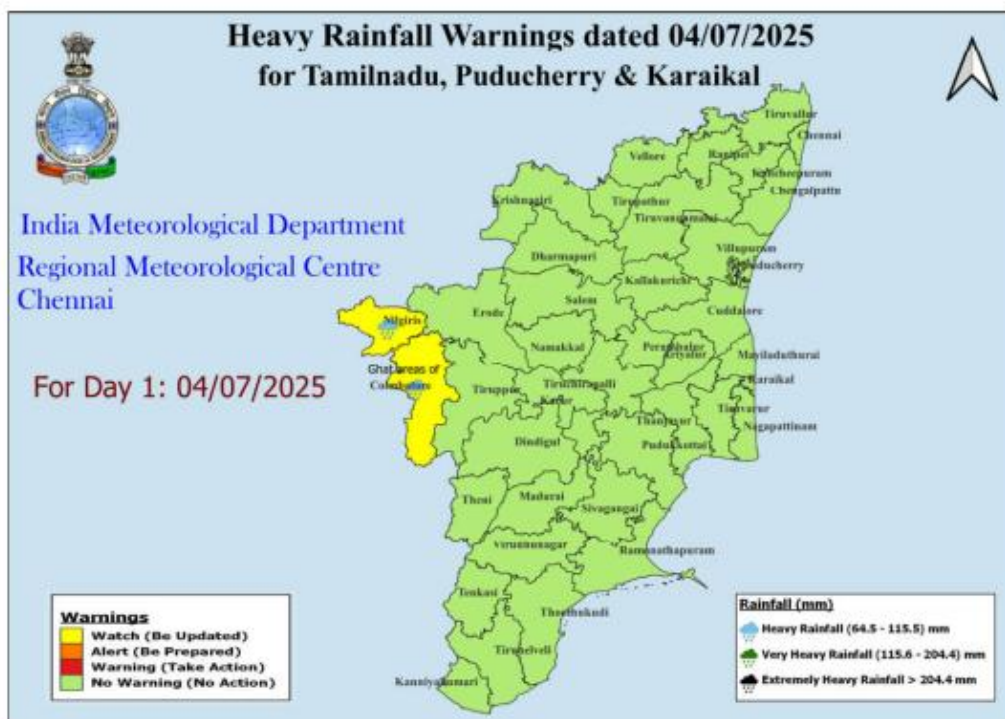 Heavy Rainfall Warnings dated 04/07/2025
for Tamilnadu, Puducherry & Karaikal
India Meteorological Department
Regional Meteorological Centre
Chennai
For Day 1: 04/07/2025
Tiruvallur
Chennai
Vellore
Ranipet
Kancheepuram
Chengalpattu
Krishnagiri
Tirupathur
Tiruvannamalai
Dharmapuri
Villupuram
Puducherry
Kallakurichi
Nilgiris
Erode
Salem
Cuddalore
Namakkal
Perambalur
Ariyalur
Mayiladuthurai
Ghat areas of
Coimbatore
Tiruppur
Tiruchirapalli
Karur
Karaikal
Thanjavur
Tiruvarur
Nagapattinam
Dindigul
Pudukkottai
Theni
Madurai
Sivagangai
Virudhunagar
Ramanathapuram
Tenkasi
Thoothukudi
Tirunelveli
Kanniyakumari
Warnings
Watch (Be Updated)
Alert (Be Prepared)
Warning (Take Action)
No Warning (No Action)
Rainfall (mm)
Heavy Rainfall (64.5 - 115.5) mm
Very Heavy Rainfall (115.6 - 204.4) mm
Extremely Heavy Rainfall > 204.4 mm